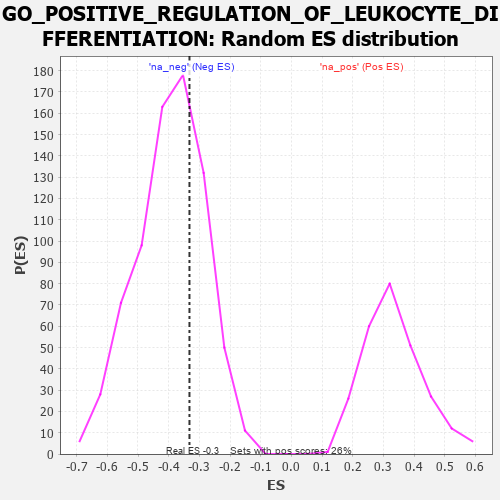 GO_POSITIVE_REGULATION_OF_LEUKOCYTE_DI
FFERENTIATION: Random ES distribution
'na_neg' (Neg ES) 'na_pos' (Pos ES)
180
170
160
150
140
130
120
110
100
90
80
70
60
50
40
30
20
10
0
P(ES)
Real ES -0.3 Sets with pos scores: 26%
-0.7 -0.6 -0.5 -0.4 -0.3 -0.2 -0.1 0.0 0.1 0.2 0.3 0.4 0.5 0.6
ES